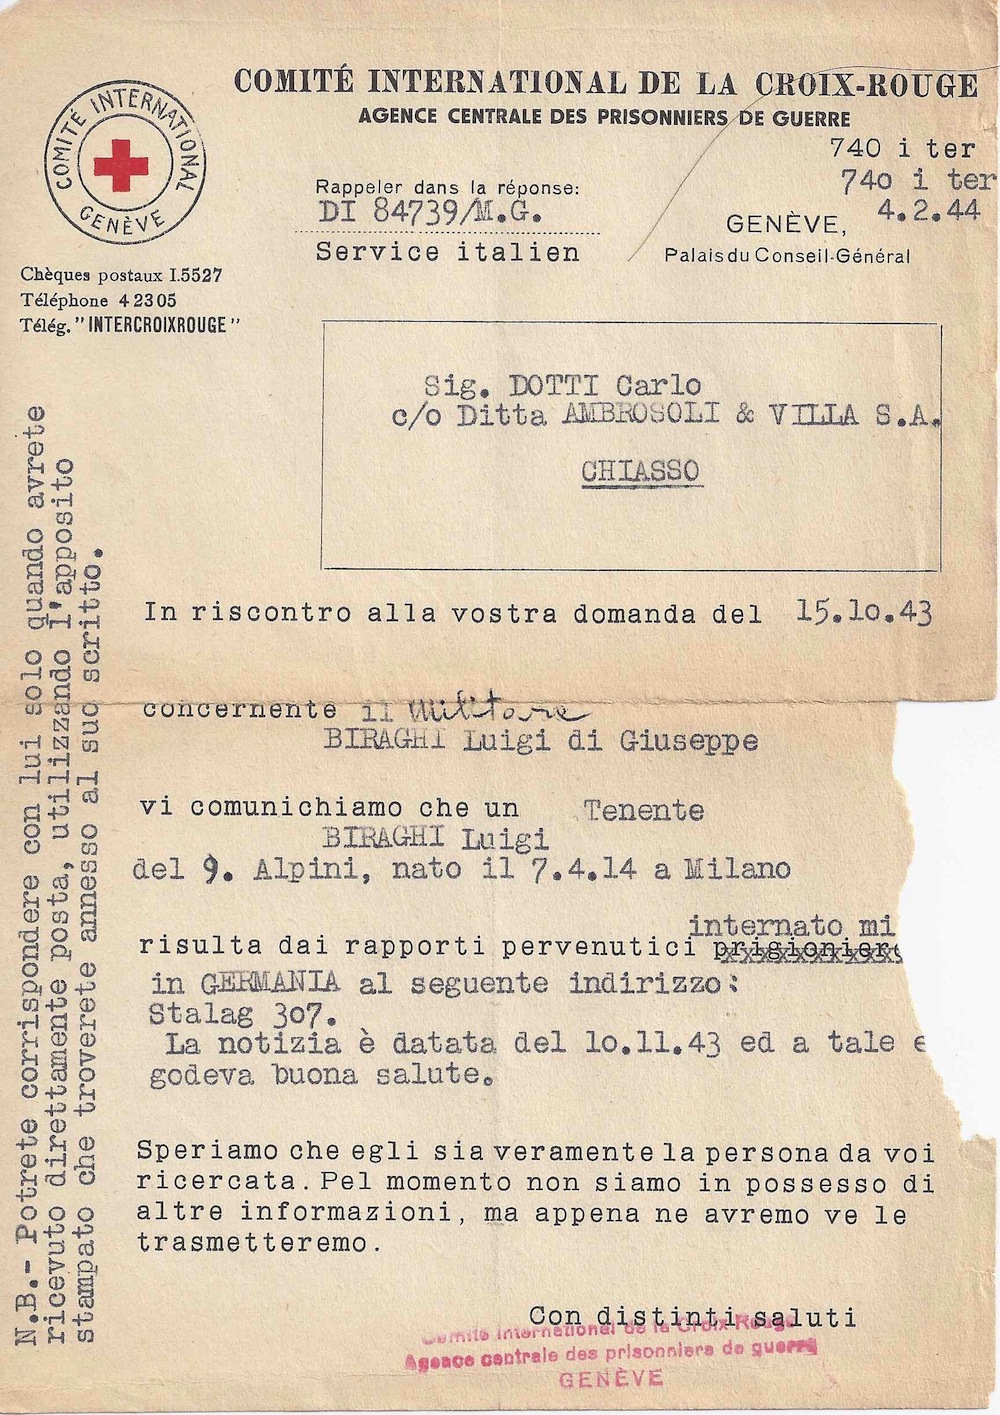 COMITÉ INTERNATIONAL DE LA CROIX-ROUGE
AGENCE CENTRALE DES PRISONNIERS DE GUERRE
COMITÉ INTERNATIONAL
GENÈVE
740 i ter
740 i ter
Rappeler dans la réponse:
DI 84739/M.G.
Service italien
GENÈVE, 4.2.44
Palais du Conseil-Général
Chèques postaux I.5527
Téléphone 4 23 05
Télég. "INTERCROIXROUGE"
Sig. DOTTI Carlo
c/o Ditta AMBROSOLI & VILLA S.A.
CHIASSO
In riscontro alla vostra domanda del 15.10.43
concernente il Militare
BIRAGHI Luigi di Giuseppe
vi comunichiamo che un Tenente
BIRAGHI Luigi
del 9. Alpini, nato il 7.4.14 a Milano
internato mi
risulta dai rapporti pervenutici prigioniero
in GERMANIA al seguente indirizzo:
Stalag 307.
La notizia è datata del 10.11.43 ed a tale e
godeva buona salute.
Speriamo che egli sia veramente la persona da voi
ricercata. Pel momento non siamo in possesso di
altre informazioni, ma appena ne avremo ve le
trasmetteremo.
Con distinti saluti
Comité International de la Croix-Rouge
Agence centrale des prisonniers de guerre
GENÈVE
N.B.- Potrete corrispondere con lui solo quando avrete
ricevuto direttamente posta, utilizzando l'apposito
stampato che troverete annesso al suo scritto.